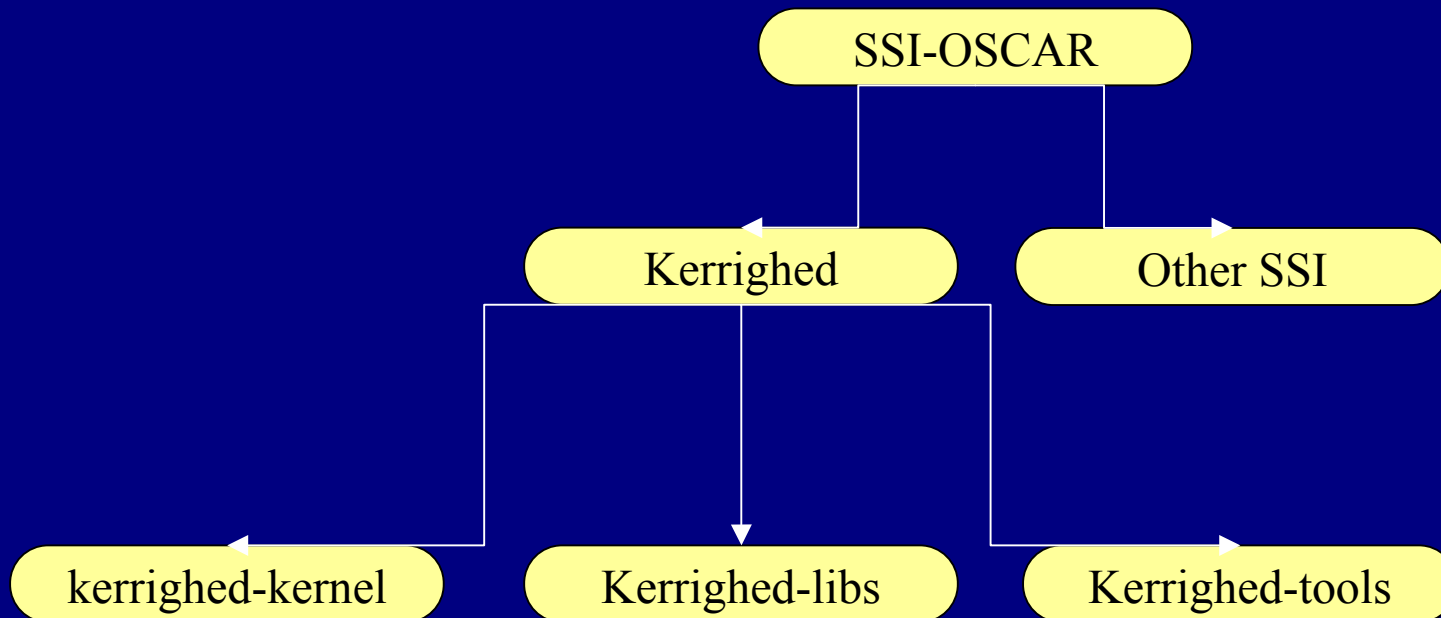 SSI-OSCAR
Kerrighed
Other SSI
kerrighed-kernel
Kerrighed-libs
Kerrighed-tools